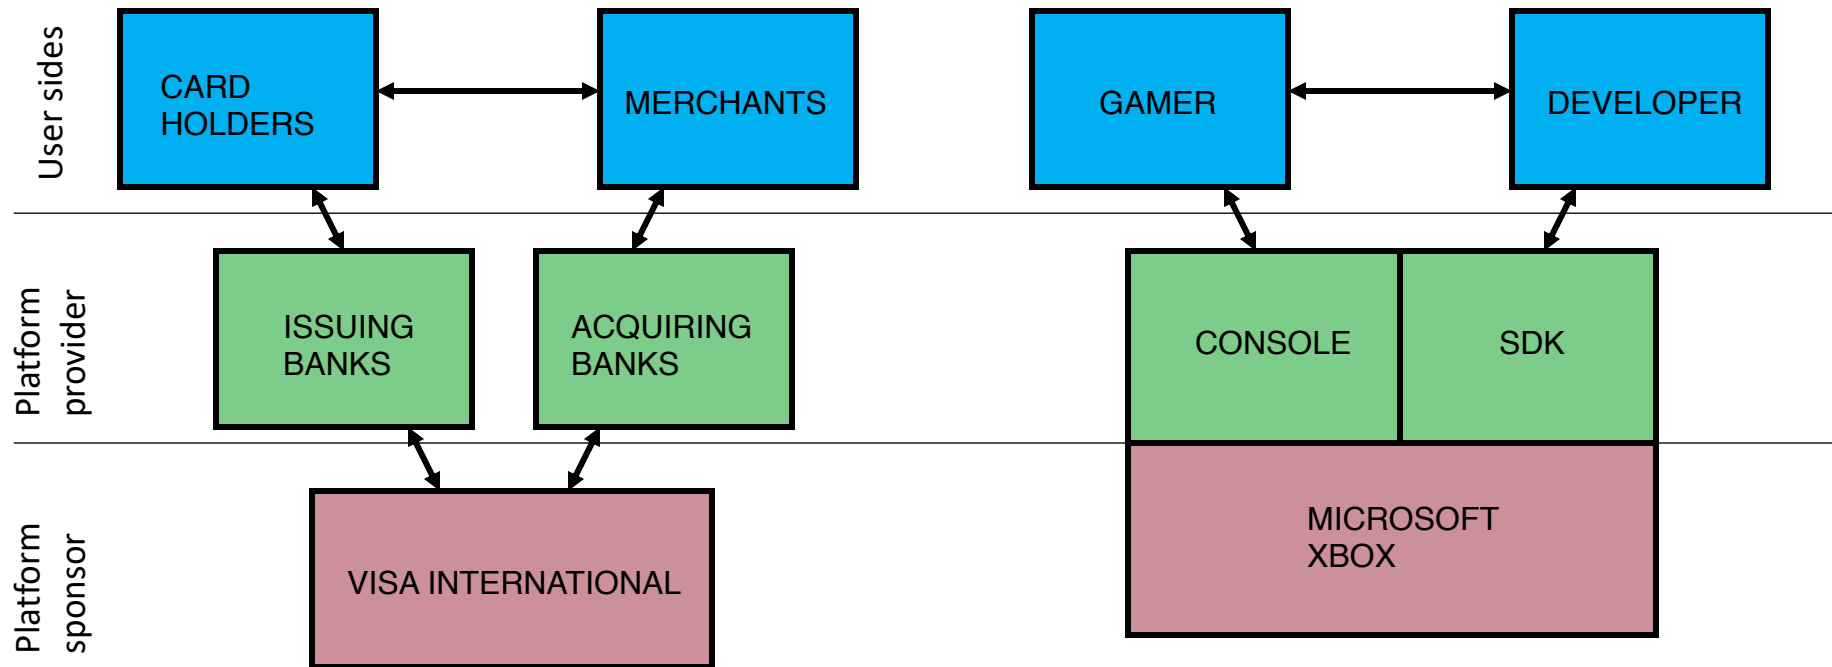 User sides
CARD
HOLDERS
MERCHANTS
GAMER
DEVELOPER
Platform
provider
ISSUING
BANKS
ACQUIRING
BANKS
CONSOLE
SDK
Platform
sponsor
VISA INTERNATIONAL
MICROSOFT
XBOX